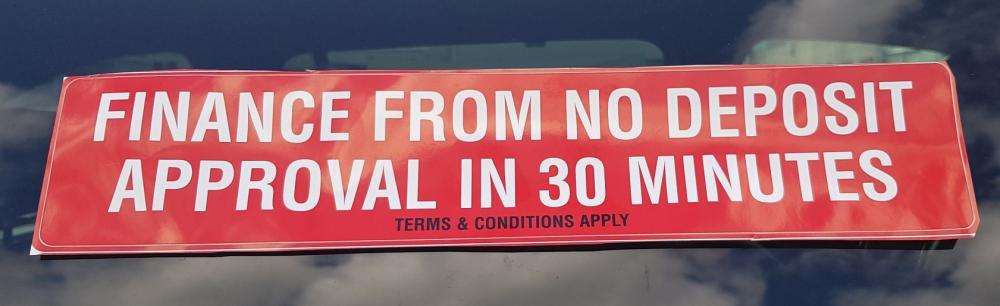 FINANCE FROM NO DEPOSIT
APPROVAL IN 30 MINUTES
TERMS & CONDITIONS APPLY